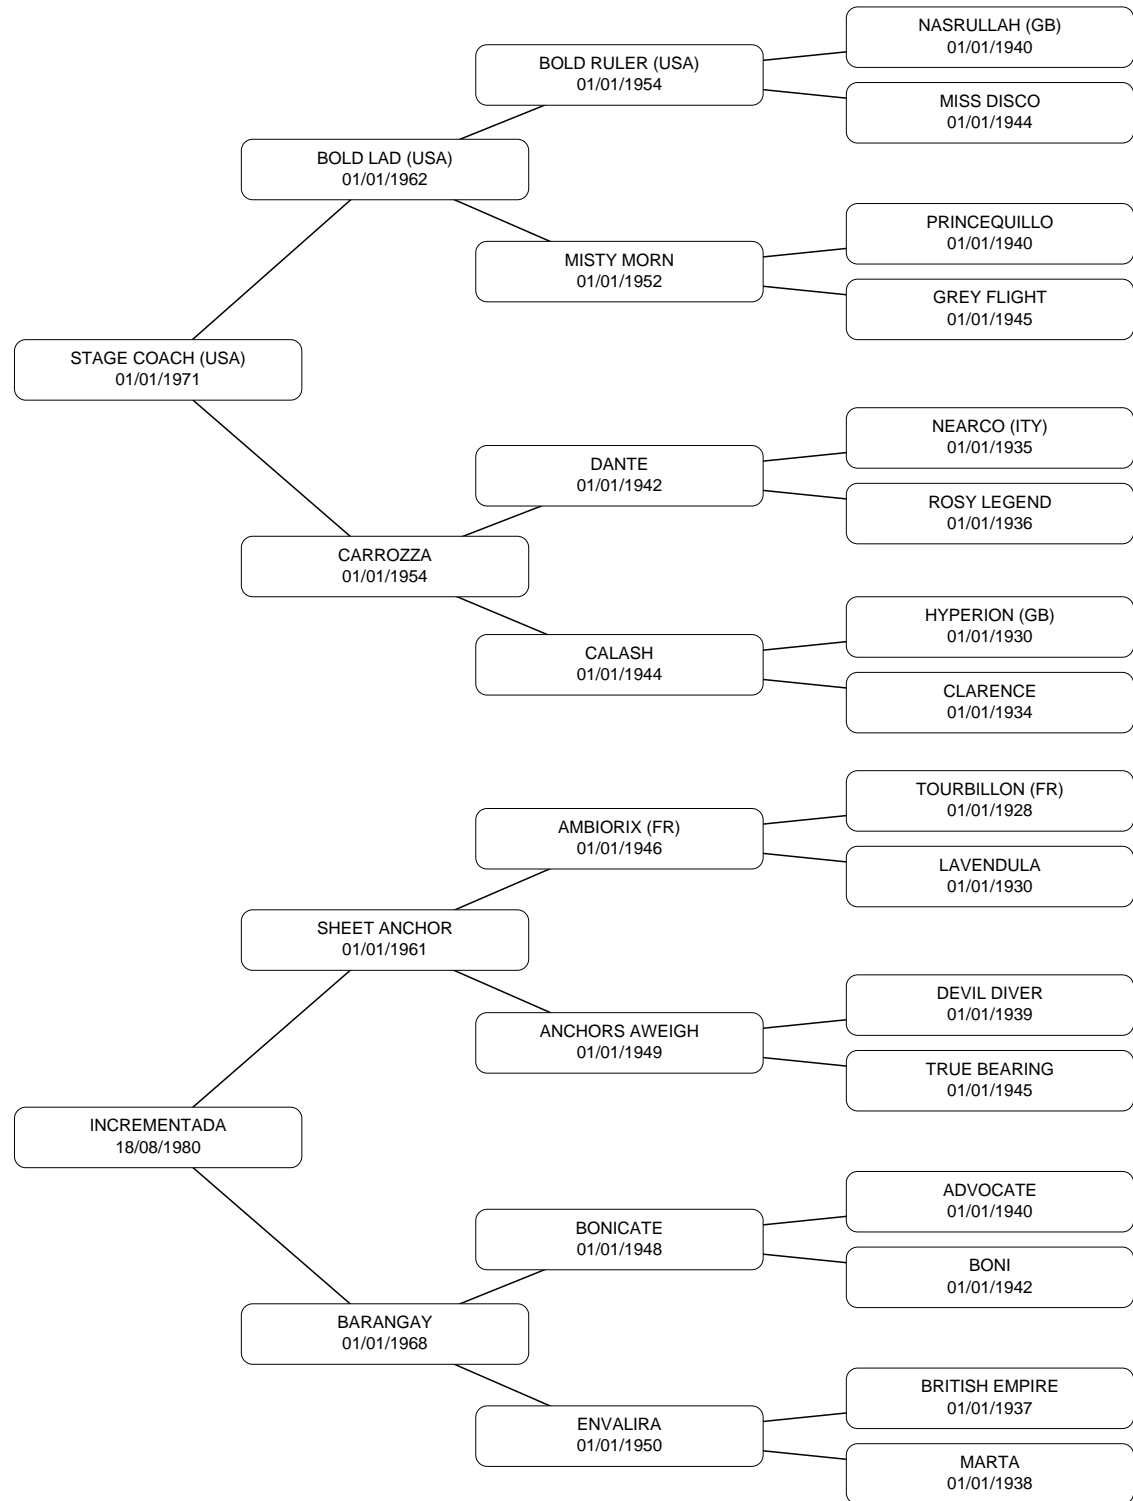 NASRULLAH (GB)
01/01/1940
BOLD RULER (USA)
01/01/1954
MISS DISCO
01/01/1944
BOLD LAD (USA)
01/01/1962
PRINCEQUILLO
01/01/1940
MISTY MORN
01/01/1952
GREY FLIGHT
01/01/1945
STAGE COACH (USA)
01/01/1971
NEARCO (ITY)
01/01/1935
DANTE
01/01/1942
ROSY LEGEND
01/01/1936
CARROZZA
01/01/1954
HYPERION (GB)
01/01/1930
CALASH
01/01/1944
CLARENCE
01/01/1934
TOURBILLON (FR)
01/01/1928
AMBIORIX (FR)
01/01/1946
LAVENDULA
01/01/1930
SHEET ANCHOR
01/01/1961
DEVIL DIVER
01/01/1939
ANCHORS AWEIGH
01/01/1949
TRUE BEARING
01/01/1945
INCREMENTADA
18/08/1980
ADVOCATE
01/01/1940
BONICATE
01/01/1948
BONI
01/01/1942
BARANGAY
01/01/1968
BRITISH EMPIRE
01/01/1937
ENVALIRA
01/01/1950
MARTA
01/01/1938